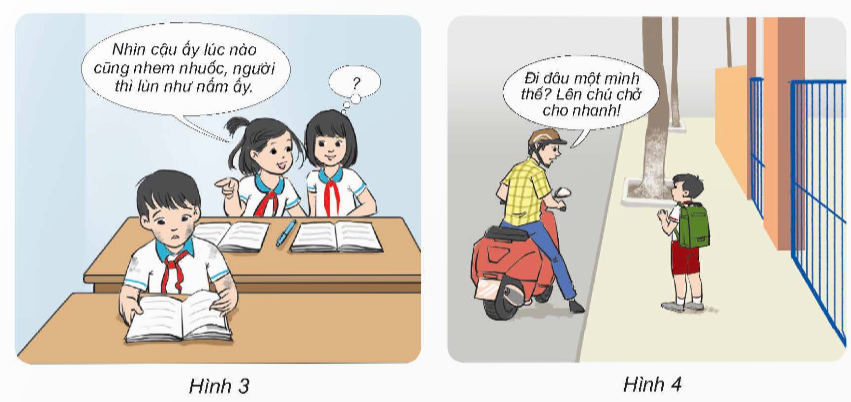 Nhìn cậu ấy lúc nào
cũng nhem nhuốc, người
thì lùn như nấm ấy.
?
Đi đâu một mình
thế? Lên chú chở
cho nhanh!
Hình 3
Hình 4